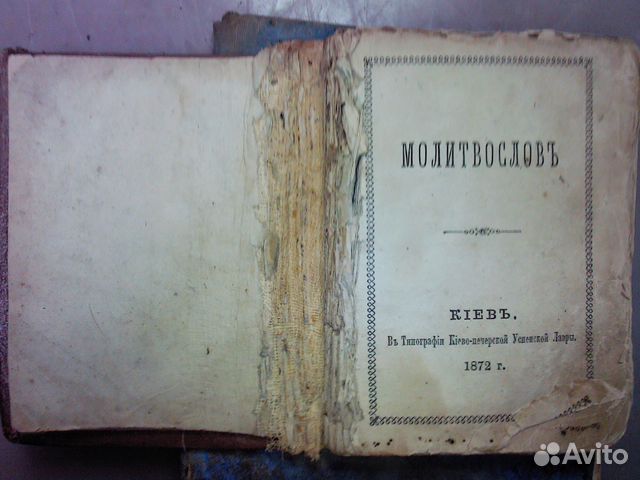 МОЛИТВОСЛОВЪ
КІЕВЪ.
Въ Типографіи Кіево-печерской Успенской Лавры.
1872 г.
Avito